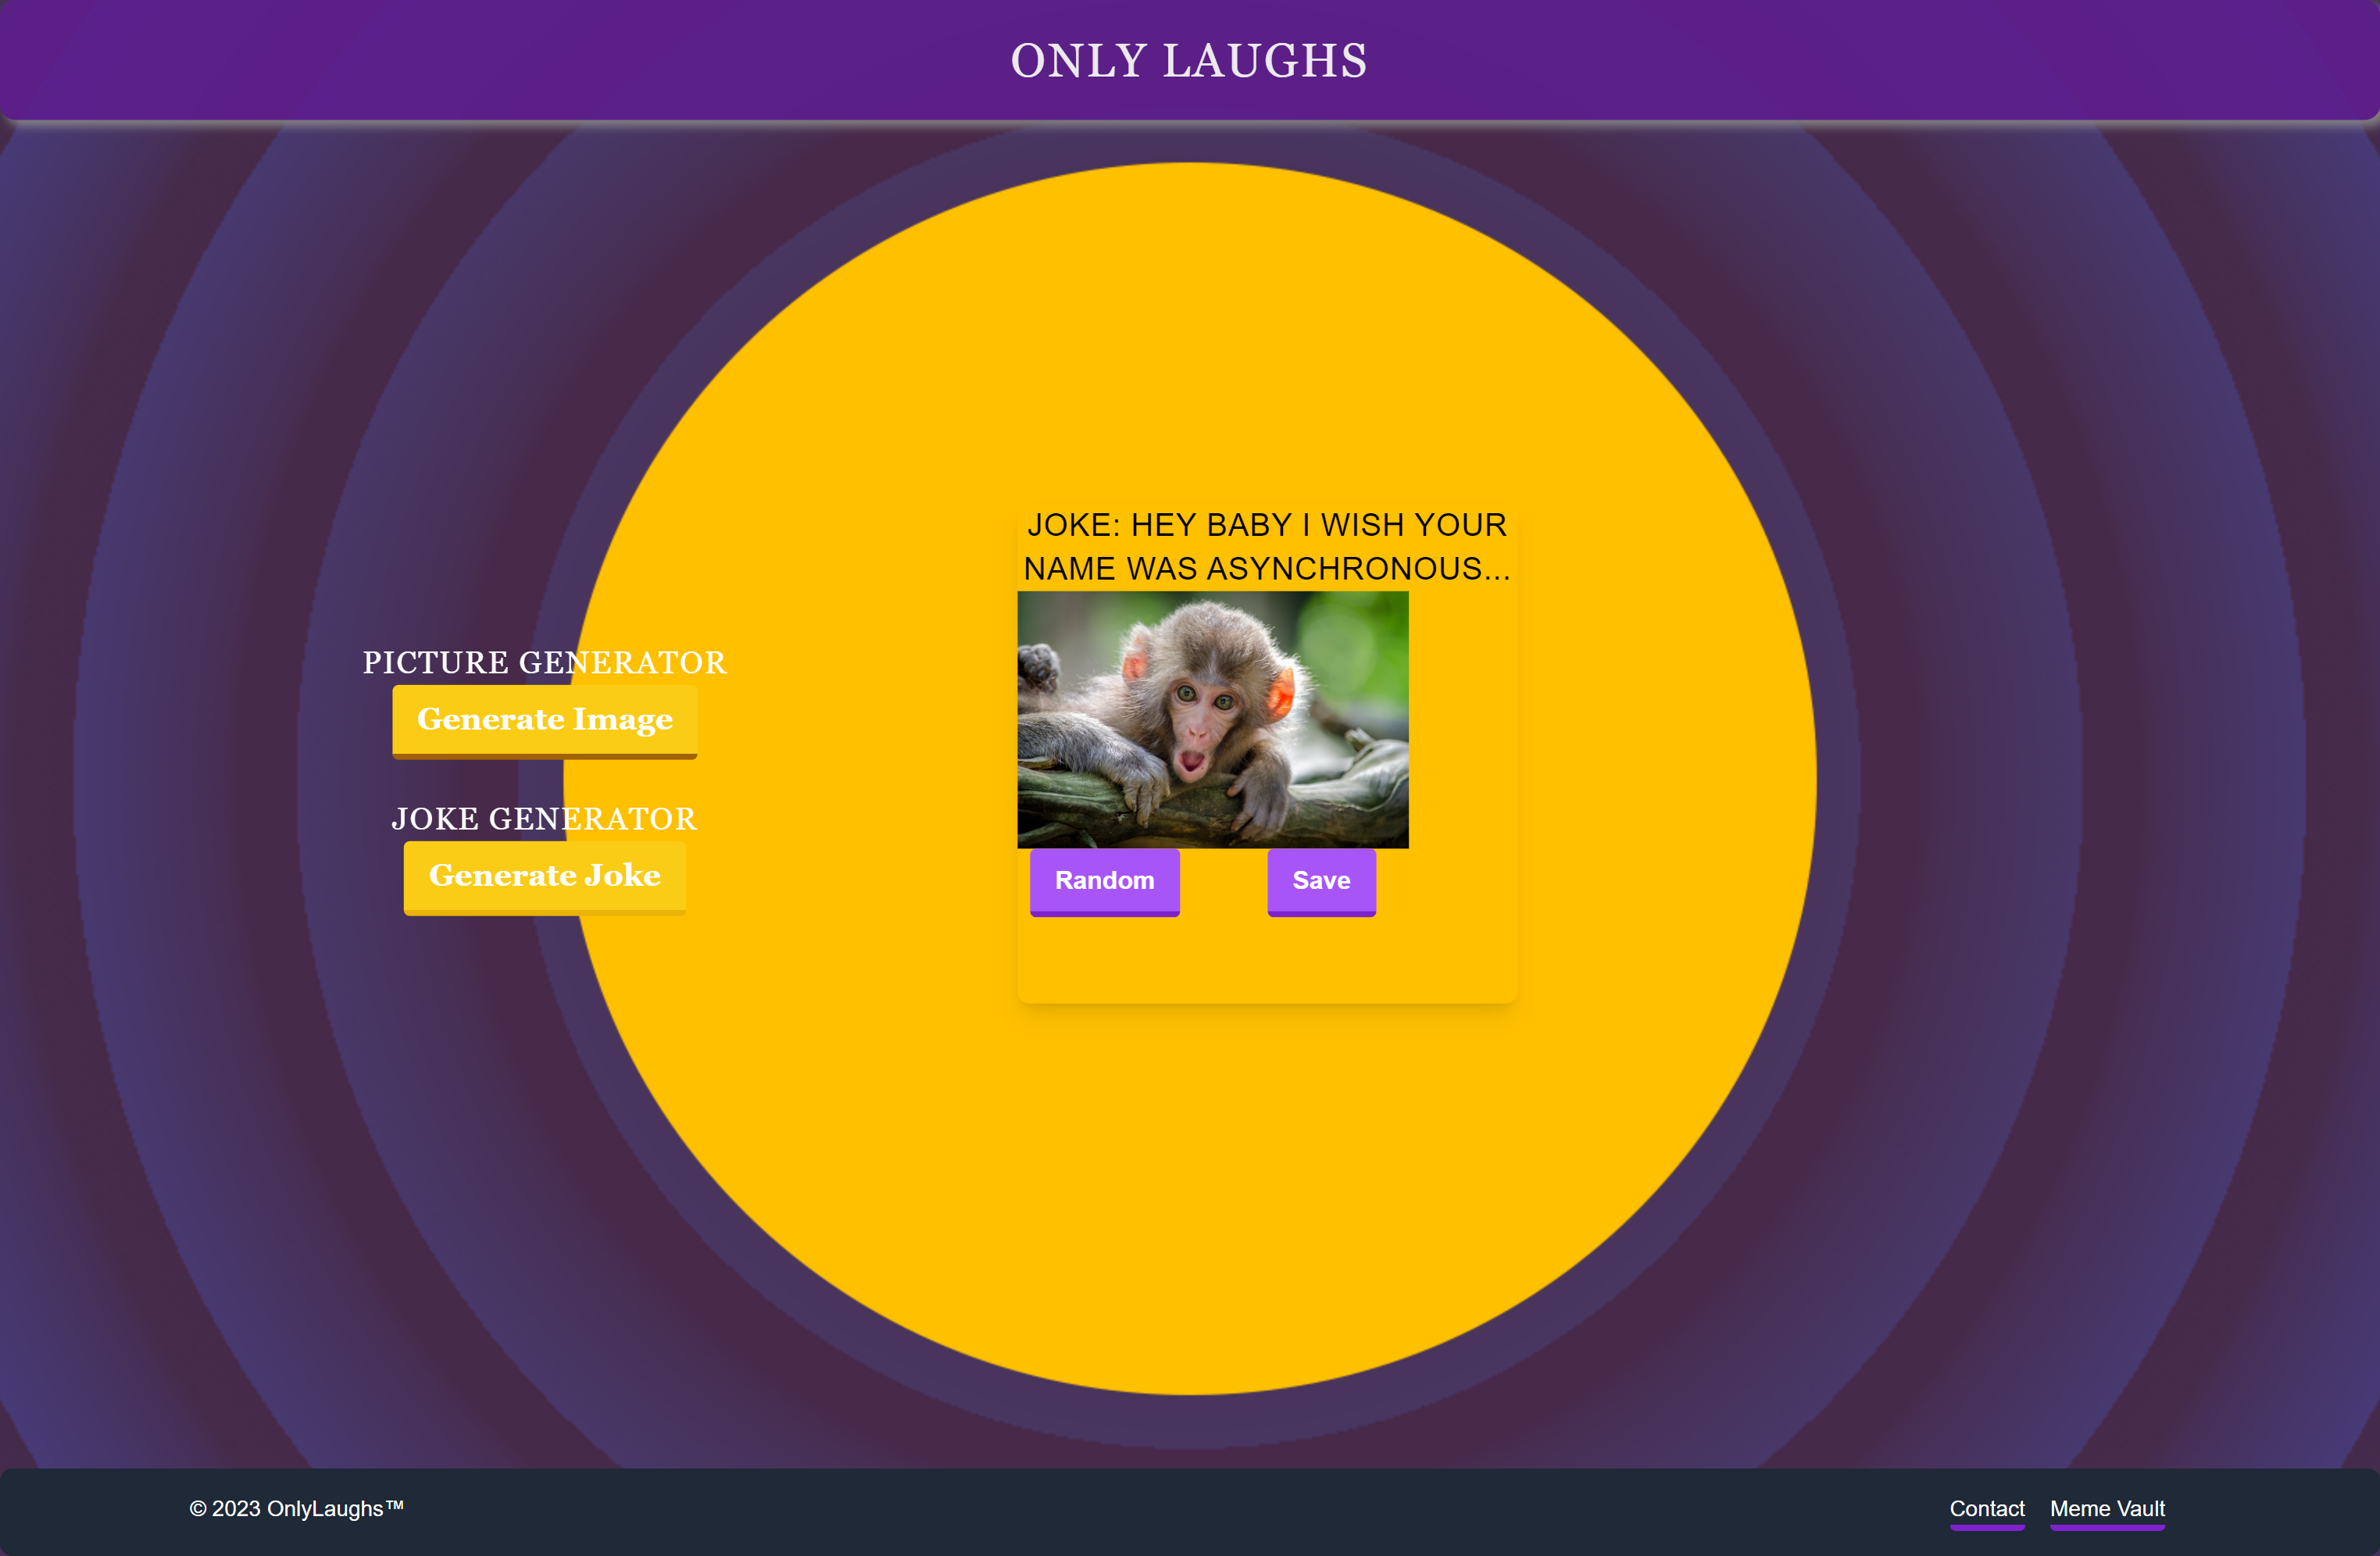 ONLY LAUGHS
PICTURE GENERATOR
Generate Image
JOKE GENERATOR
Generate Joke
JOKE: HEY BABY I WISH YOUR
NAME WAS ASYNCHRONOUS...
Random
Save
© 2023 OnlyLaughs™
Contact
Meme Vault